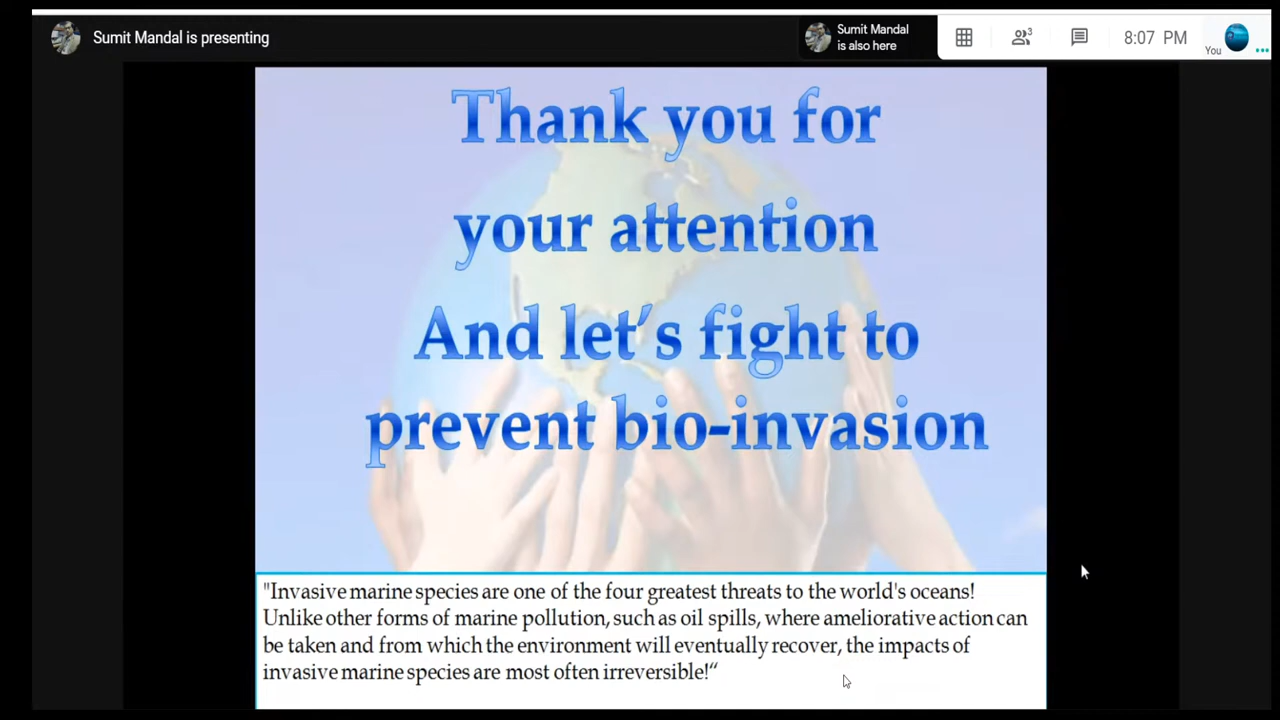 Sumit Mandal is presenting
Sumit Mandal
is also here
3
8:07 PM
You
Thank you for
your attention
And let's fight to
prevent bio-invasion
"Invasive marine species are one of the four greatest threats to the world's oceans!
Unlike other forms of marine pollution, such as oil spills, where ameliorative action can
be taken and from which the environment will eventually recover, the impacts of
invasive marine species are most often irreversible!“